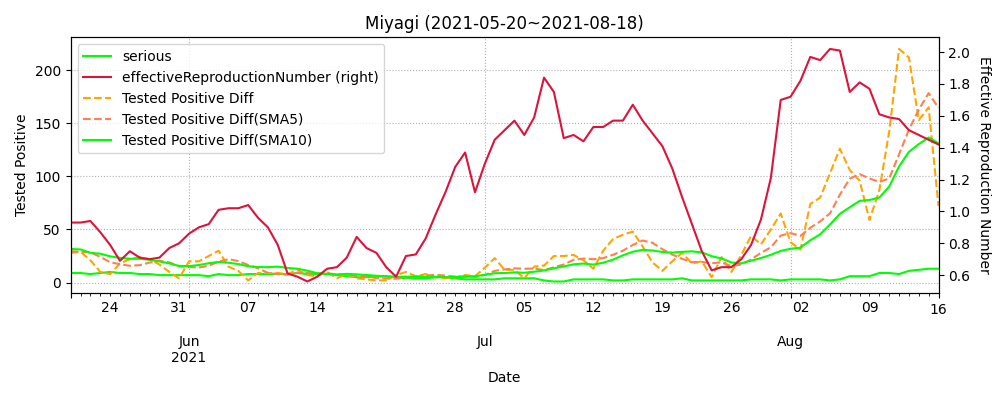 Miyagi (2021-05-20~2021-08-18)
serious
effectiveReproductionNumber (right)
Tested Positive Diff
Tested Positive Diff(SMA5)
Tested Positive Diff(SMA10)
Tested Positive
200
150
100
50
0
2.0
1.8
1.6
1.4
1.2
1.0
0.8
0.6
Effective Reproduction Number
24 31 07 14 21 28 05 12 19 26 02 09 16
Jun Jul Aug
2021
Date